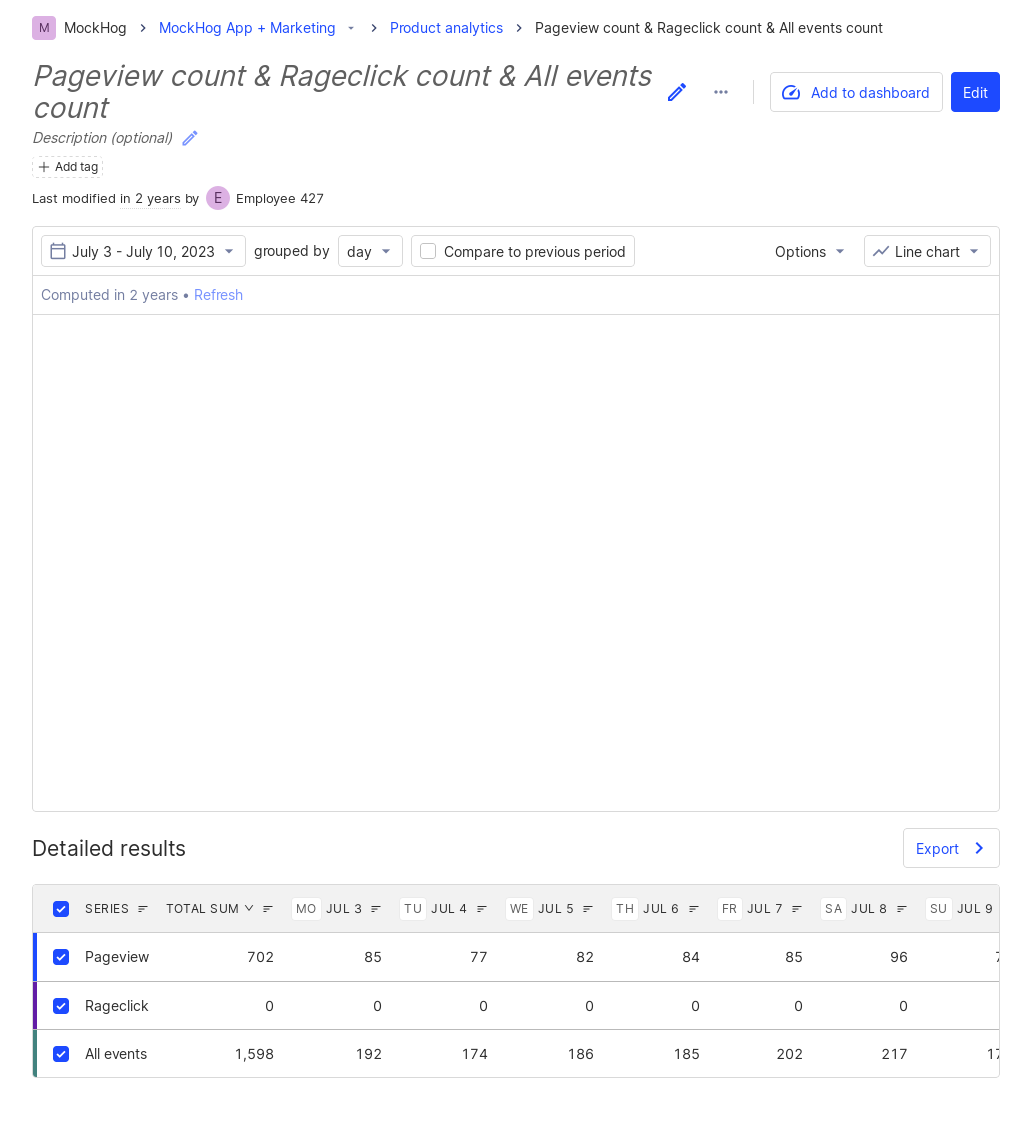 M MockHog MockHog App + Marketing Product analytics Pageview count & Rageclick count & All events count
Pageview count & Rageclick count & All events
count
Add to dashboard Edit
Description (optional)
Add tag
Last modified in 2 years by E Employee 427
July 3 - July 10, 2023 grouped by day Compare to previous period Options Line chart
Computed in 2 years • Refresh
Detailed results Export
SERIES TOTAL SUM MO JUL 3 TU JUL 4 WE JUL 5 TH JUL 6 FR JUL 7 SA JUL 8 SU JUL 9
Pageview 702 85 77 82 84 85 96
Rageclick 0 0 0 0 0 0 0
All events 1,598 192 174 186 185 202 217